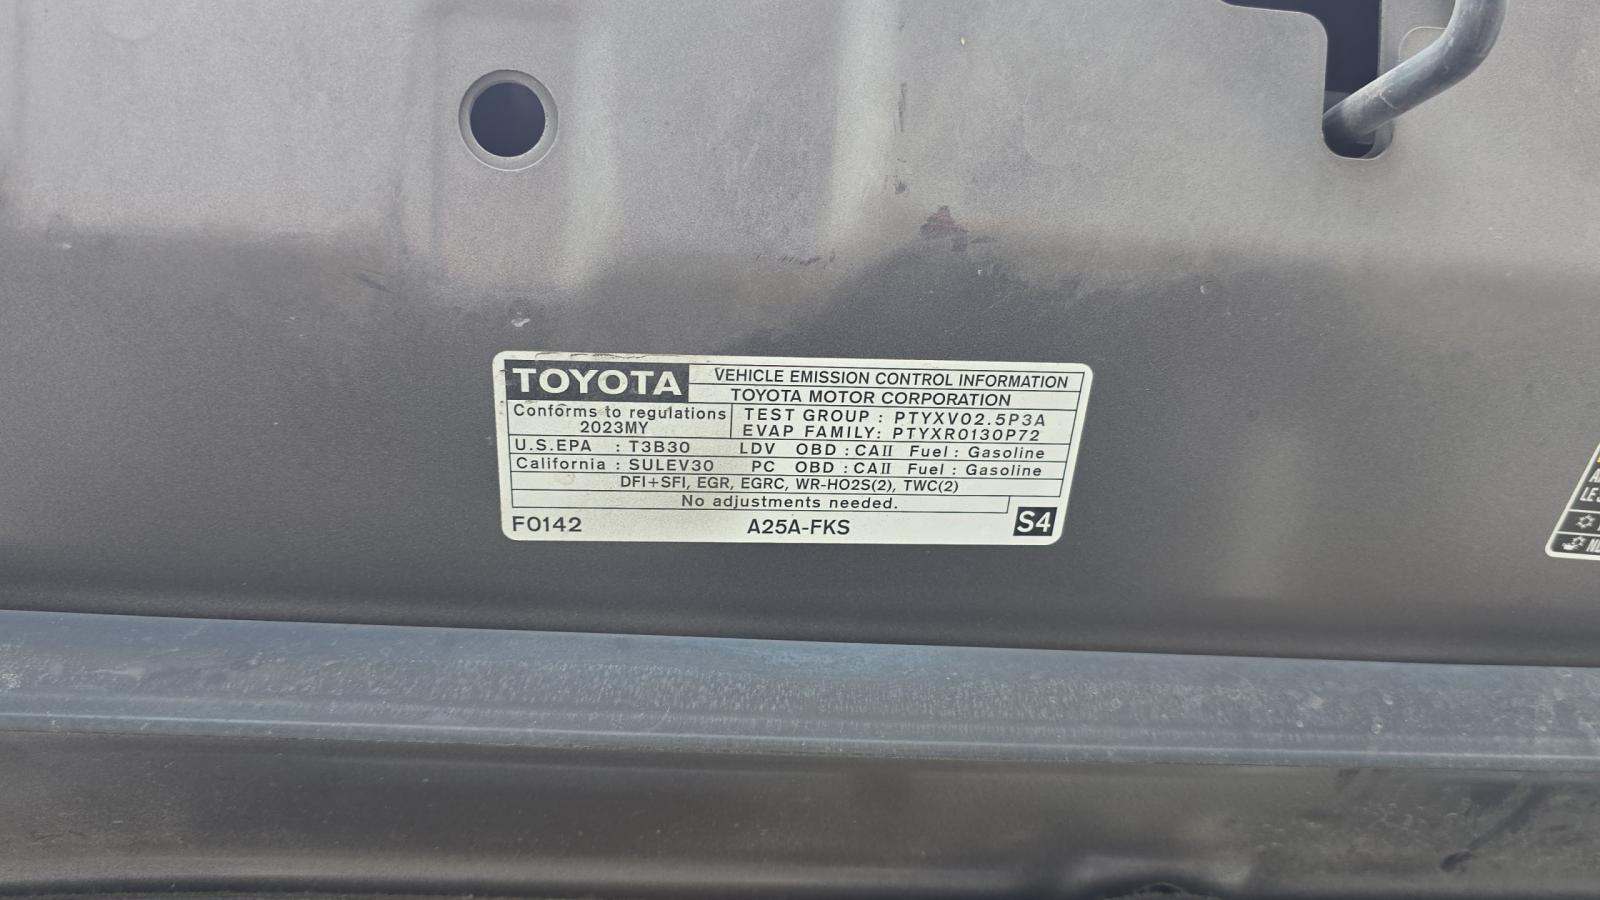 TOYOTA VEHICLE EMISSION CONTROL INFORMATION
TOYOTA MOTOR CORPORATION
Conforms to regulations TEST GROUP : PTYXV02.5P3A
2023MY EVAP FAMILY: PTYXR0130P72
U.S.EPA : T3B30 LDV OBD : CAII Fuel : Gasoline
California : SULEV30 PC OBD : CAII Fuel : Gasoline
DFI+SFI, EGR, EGRC, WR-HO2S(2), TWC(2)
No adjustments needed.
F0142 A25A-FKS S4
LE